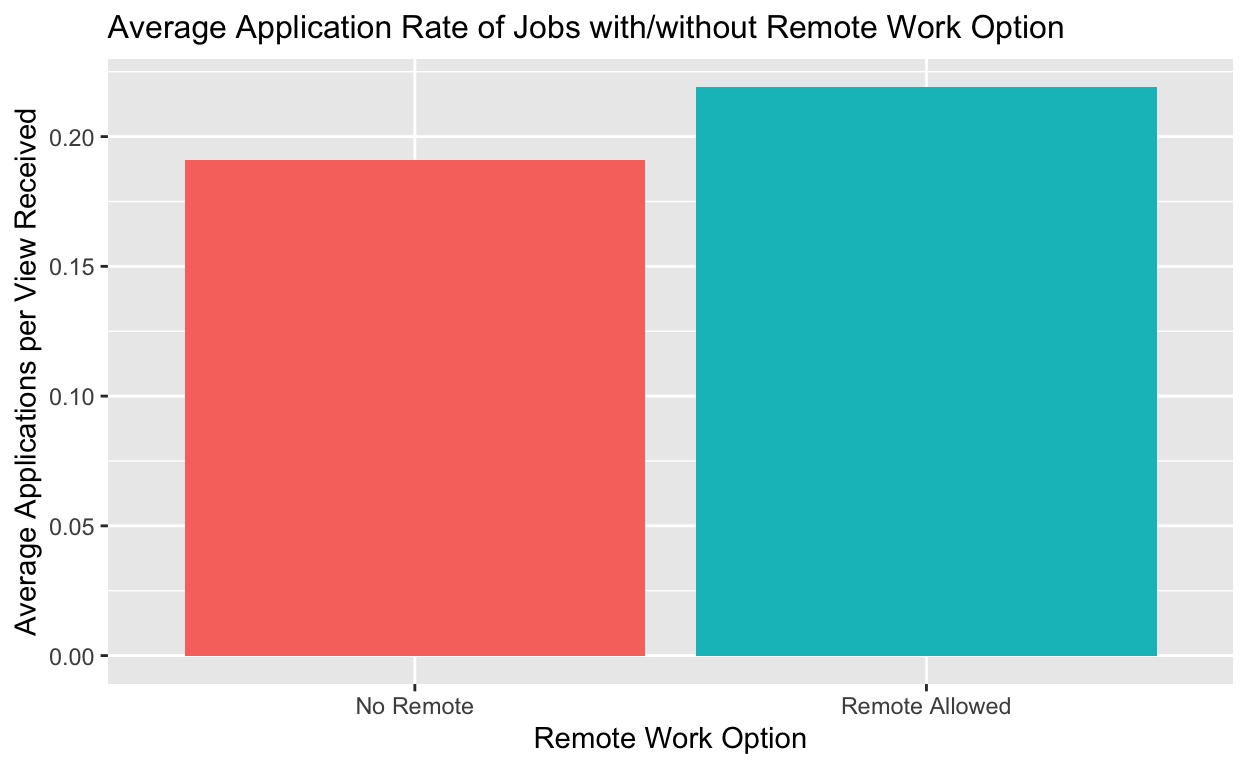 Average Application Rate of Jobs with/without Remote Work Option
Average Applications per View Received
0.20
0.15
0.10
0.05
0.00
No Remote
Remote Allowed
Remote Work Option